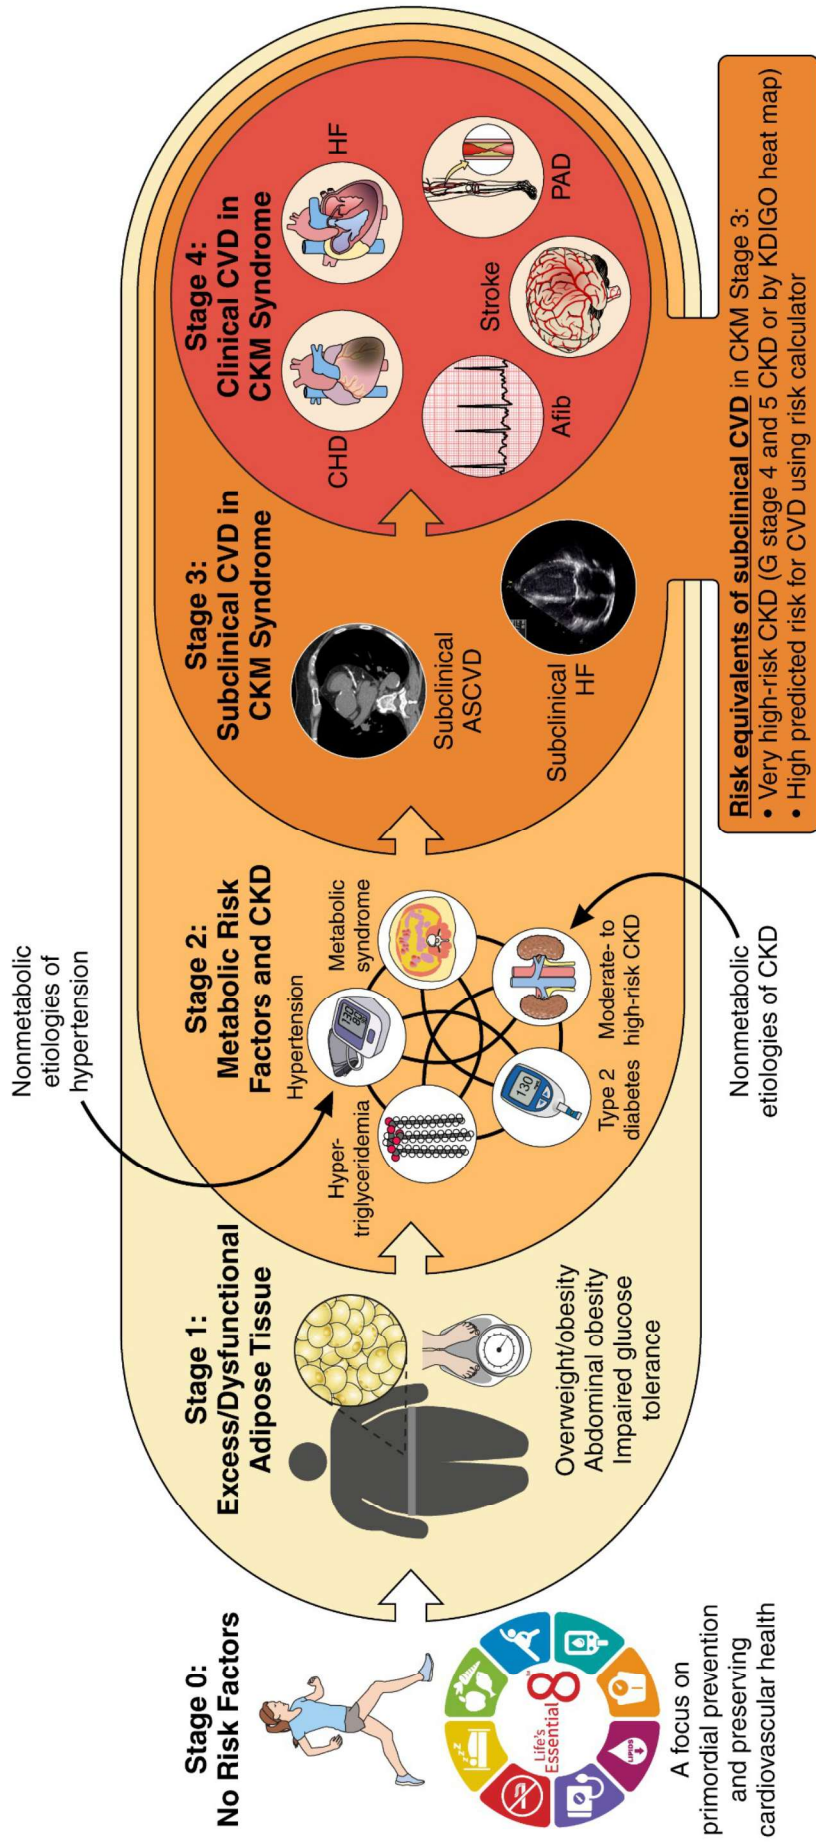 Stage 0:
No Risk Factors
Life's
Essential
8
LIPIDS
A focus on
primordial prevention
and preserving
cardiovascular health
Stage 1:
Excess/Dysfunctional
Adipose Tissue
Overweight/obesity
Abdominal obesity
Impaired glucose
tolerance
Nonmetabolic
etiologies of
hypertension
Stage 2:
Metabolic Risk
Factors and CKD
Hypertension
130
Metabolic
syndrome
Hyper-
triglyceridemia
Type 2
diabetes
130
Moderate- to
high-risk CKD
Nonmetabolic
etiologies of CKD
Stage 3:
Subclinical CVD in
CKM Syndrome
Subclinical
ASCVD
Subclinical
HF
Stage 4:
Clinical CVD in
CKM Syndrome
CHD
HF
Afib
Stroke
PAD
Risk equivalents of subclinical CVD in CKM Stage 3:
• Very high-risk CKD (G stage 4 and 5 CKD or by KDIGO heat map)
• High predicted risk for CVD using risk calculator